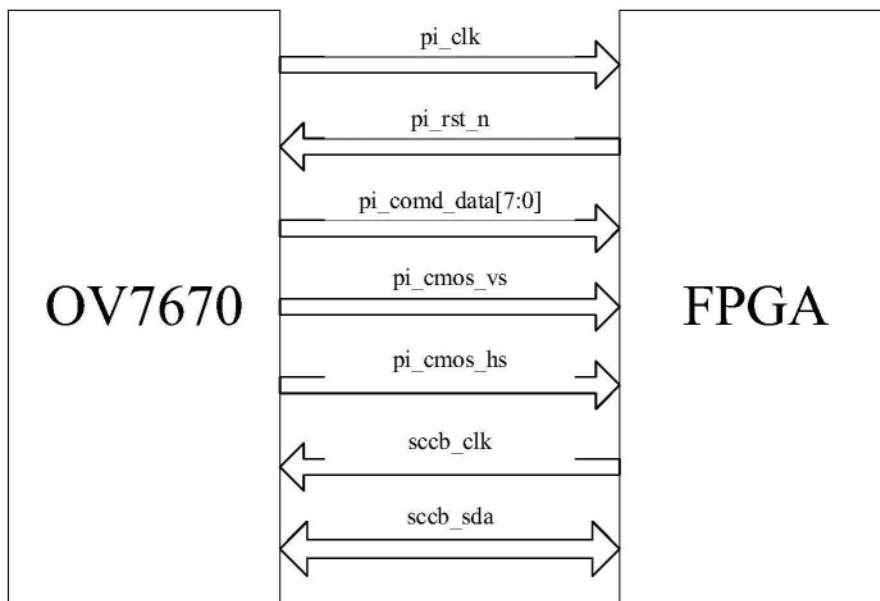 pi_clk
pi_rst_n
pi_comd_data[7:0]
pi_cmos_vs
OV7670
FPGA
pi_cmos_hs
sccb_clk
sccb_sda